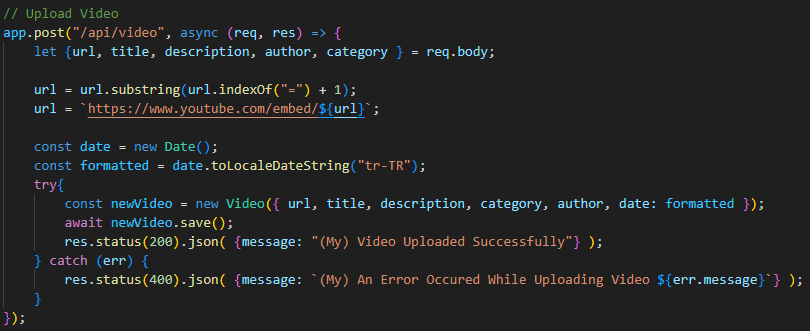 // Upload Video
app.post("/api/video", async (req, res) => {
    let {url, title, description, author, category } = req.body;

    url = url.substring(url.indexOf("=") + 1);
    url = `https://www.youtube.com/embed/${url}`;

    const date = new Date();
    const formatted = date.toLocaleDateString("tr-TR");
    try{
        const newVideo = new Video({ url, title, description, category, author, date: formatted });
        await newVideo.save();
        res.status(200).json( {message: "(My) Video Uploaded Successfully"} );
    } catch (err) {
        res.status(400).json( {message: `(My) An Error Occured While Uploading Video ${err.message}`} );
    }
});